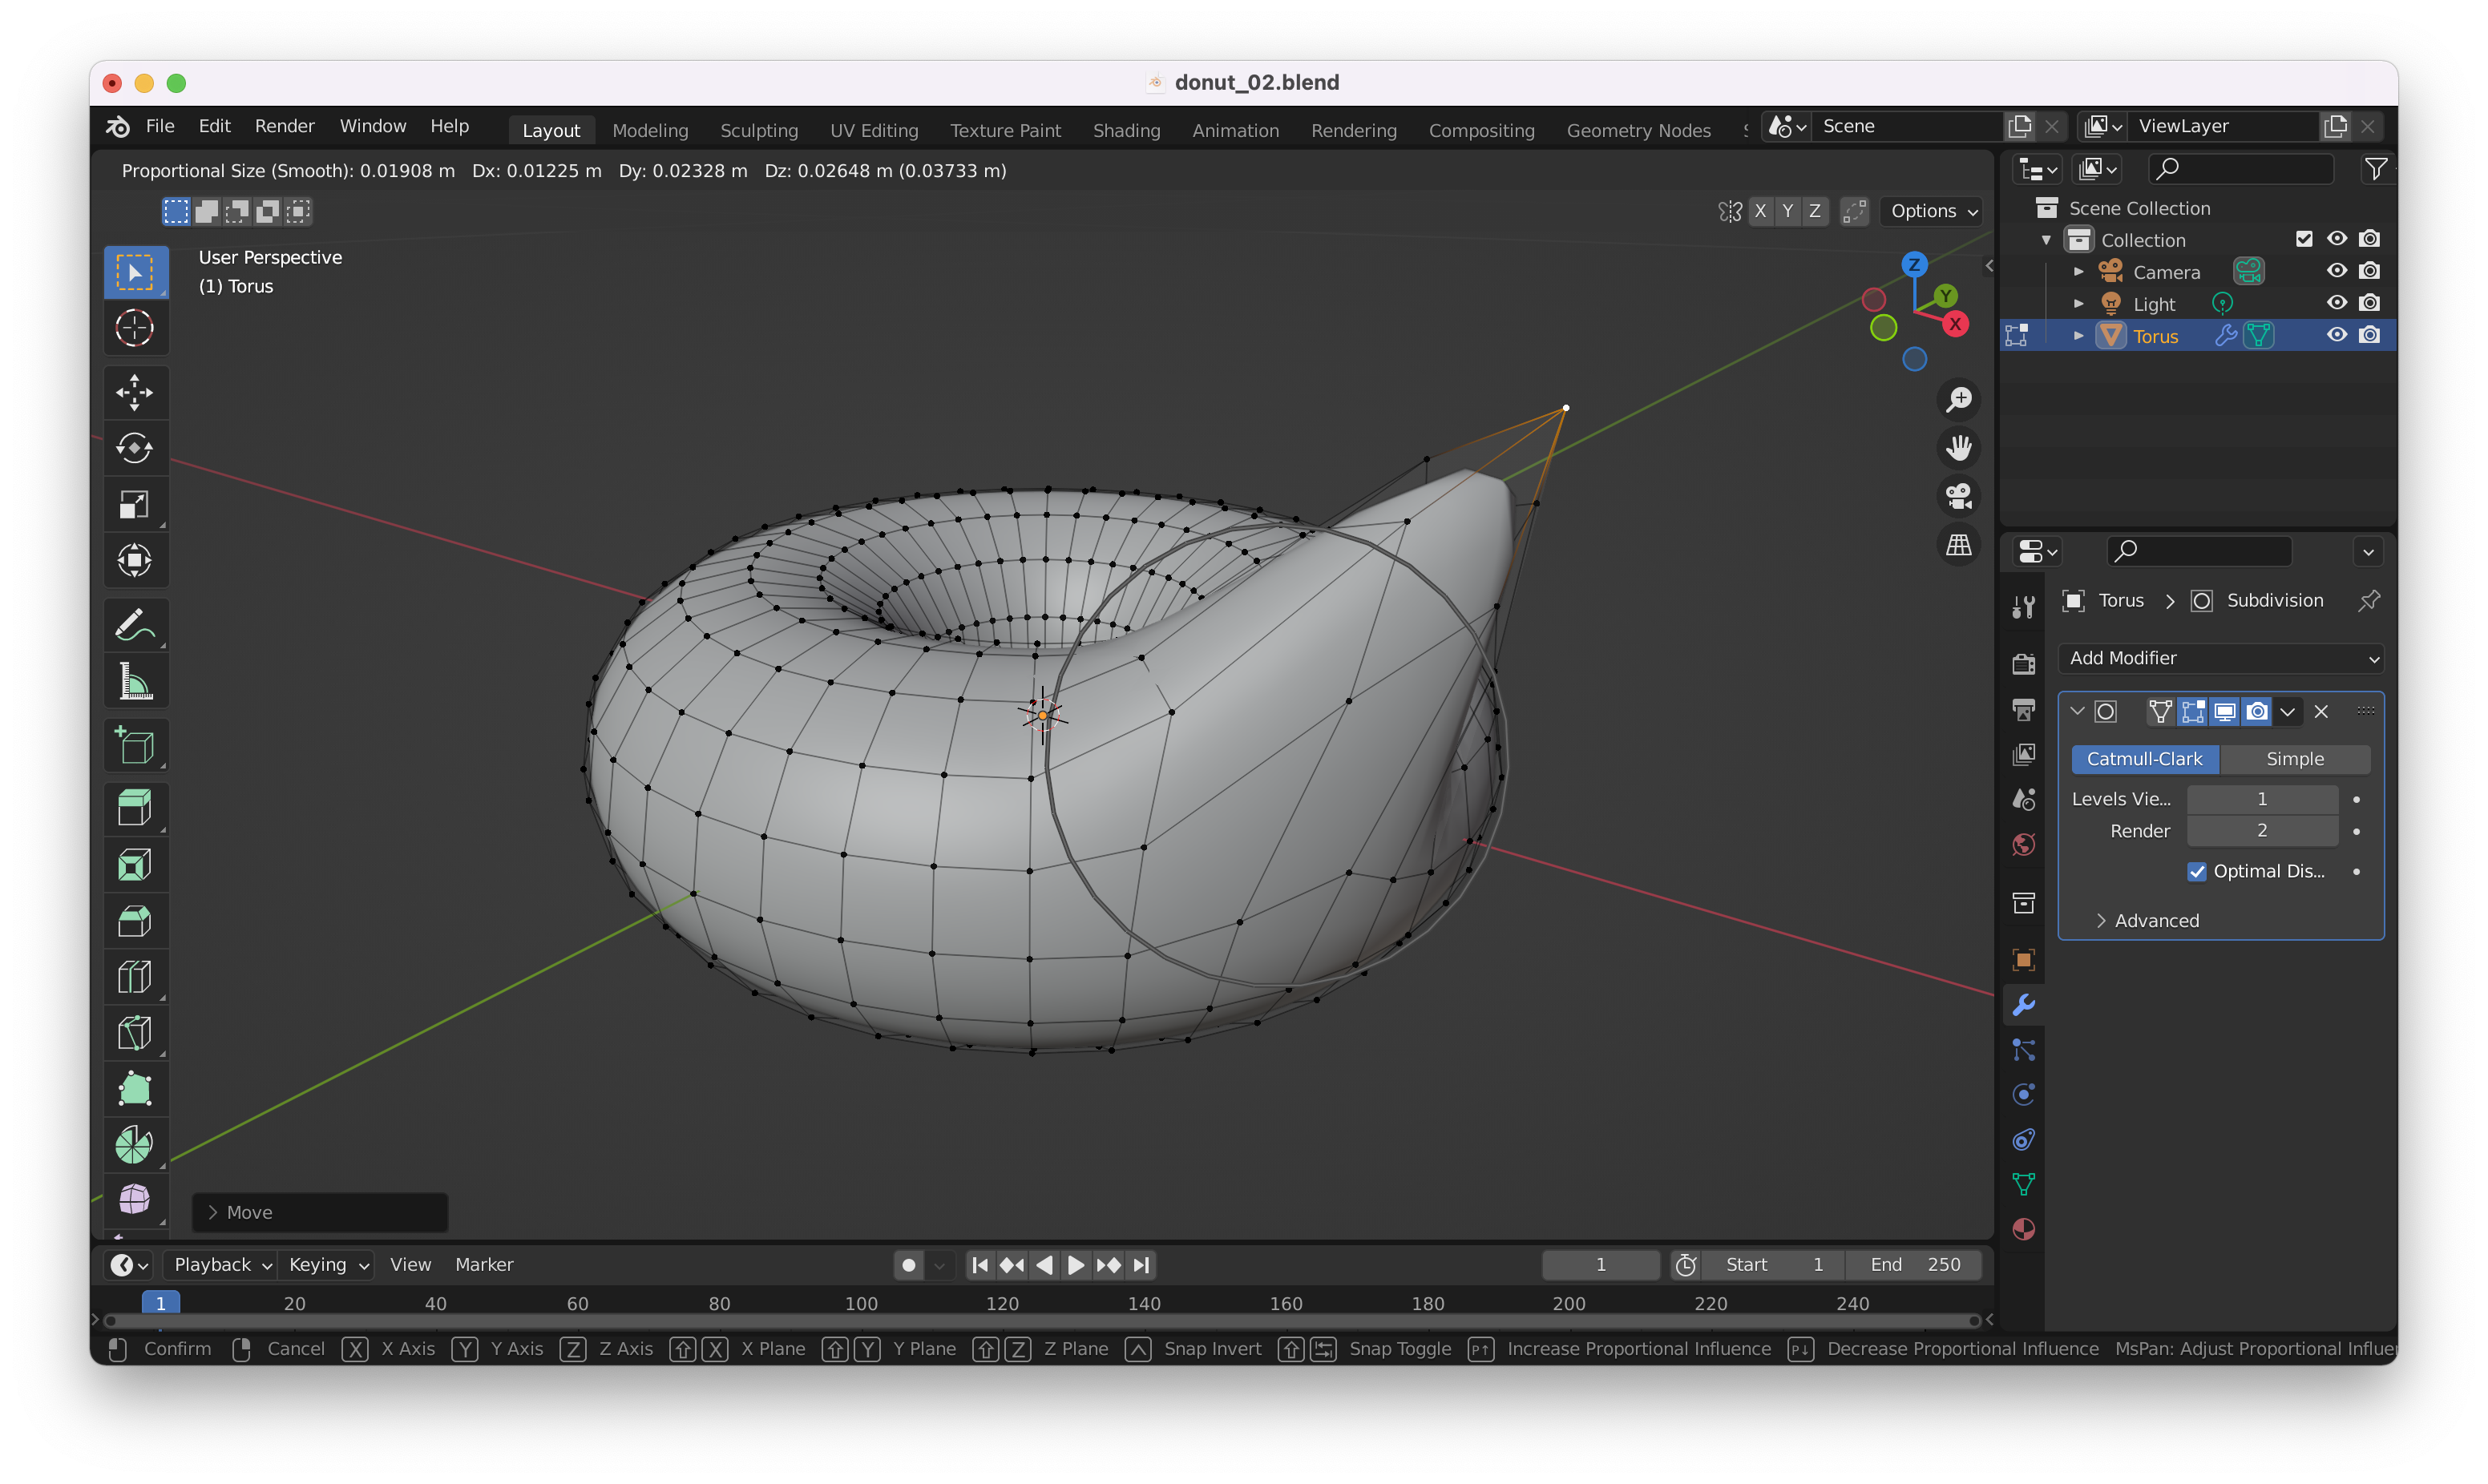 donut_02.blend
File Edit Render Window Help Layout Modeling Sculpting UV Editing Texture Paint Shading Animation Rendering Compositing Geometry Nodes Scene ViewLayer
Proportional Size (Smooth): 0.01908 m Dx: 0.01225 m Dy: 0.02328 m Dz: 0.02648 m (0.03733 m)
X Y Z Options
User Perspective
(1) Torus
Z
Y
X
Scene Collection
Collection
Camera
Light
Torus
Torus Subdivision
Add Modifier
Catmull-Clark Simple
Levels Vie... 1
Render 2
Optimal Dis...
Advanced
Move
Playback Keying View Marker 1 Start 1 End 250
1 20 40 60 80 100 120 140 160 180 200 220 240
Confirm Cancel X X Axis Y Y Axis Z Z Axis X X Plane Y Y Plane Z Z Plane Snap Invert Snap Toggle P↑ Increase Proportional Influence P↓ Decrease Proportional Influence MsPan: Adjust Proportional Influe